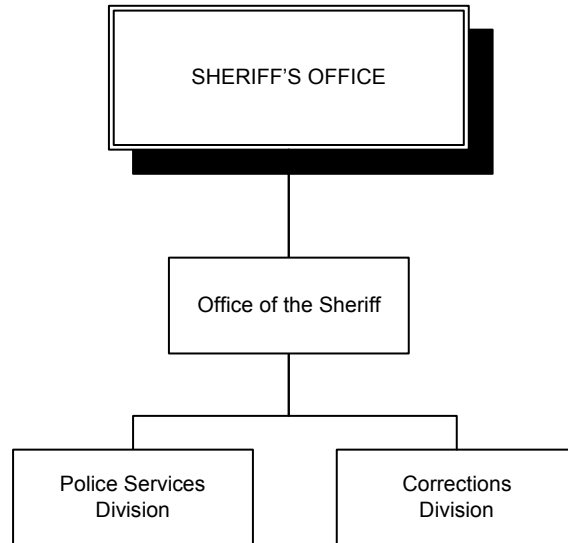 SHERIFF’S OFFICE
Office of the Sheriff
Police Services
Division
Corrections
Division